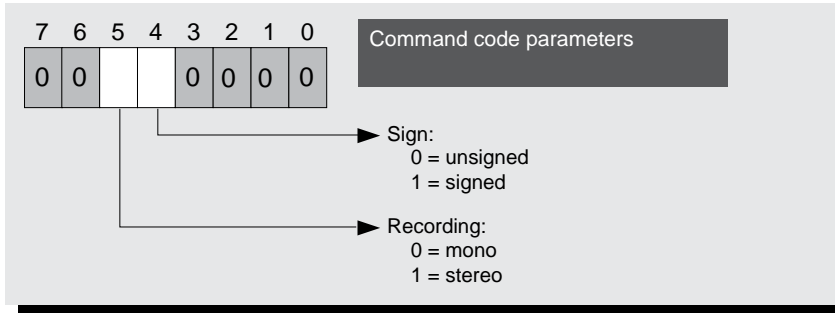 7 6 5 4 3 2 1 0
0 0 0 0 0 0
Command code parameters
Sign:
0 = unsigned
1 = signed
Recording:
0 = mono
1 = stereo